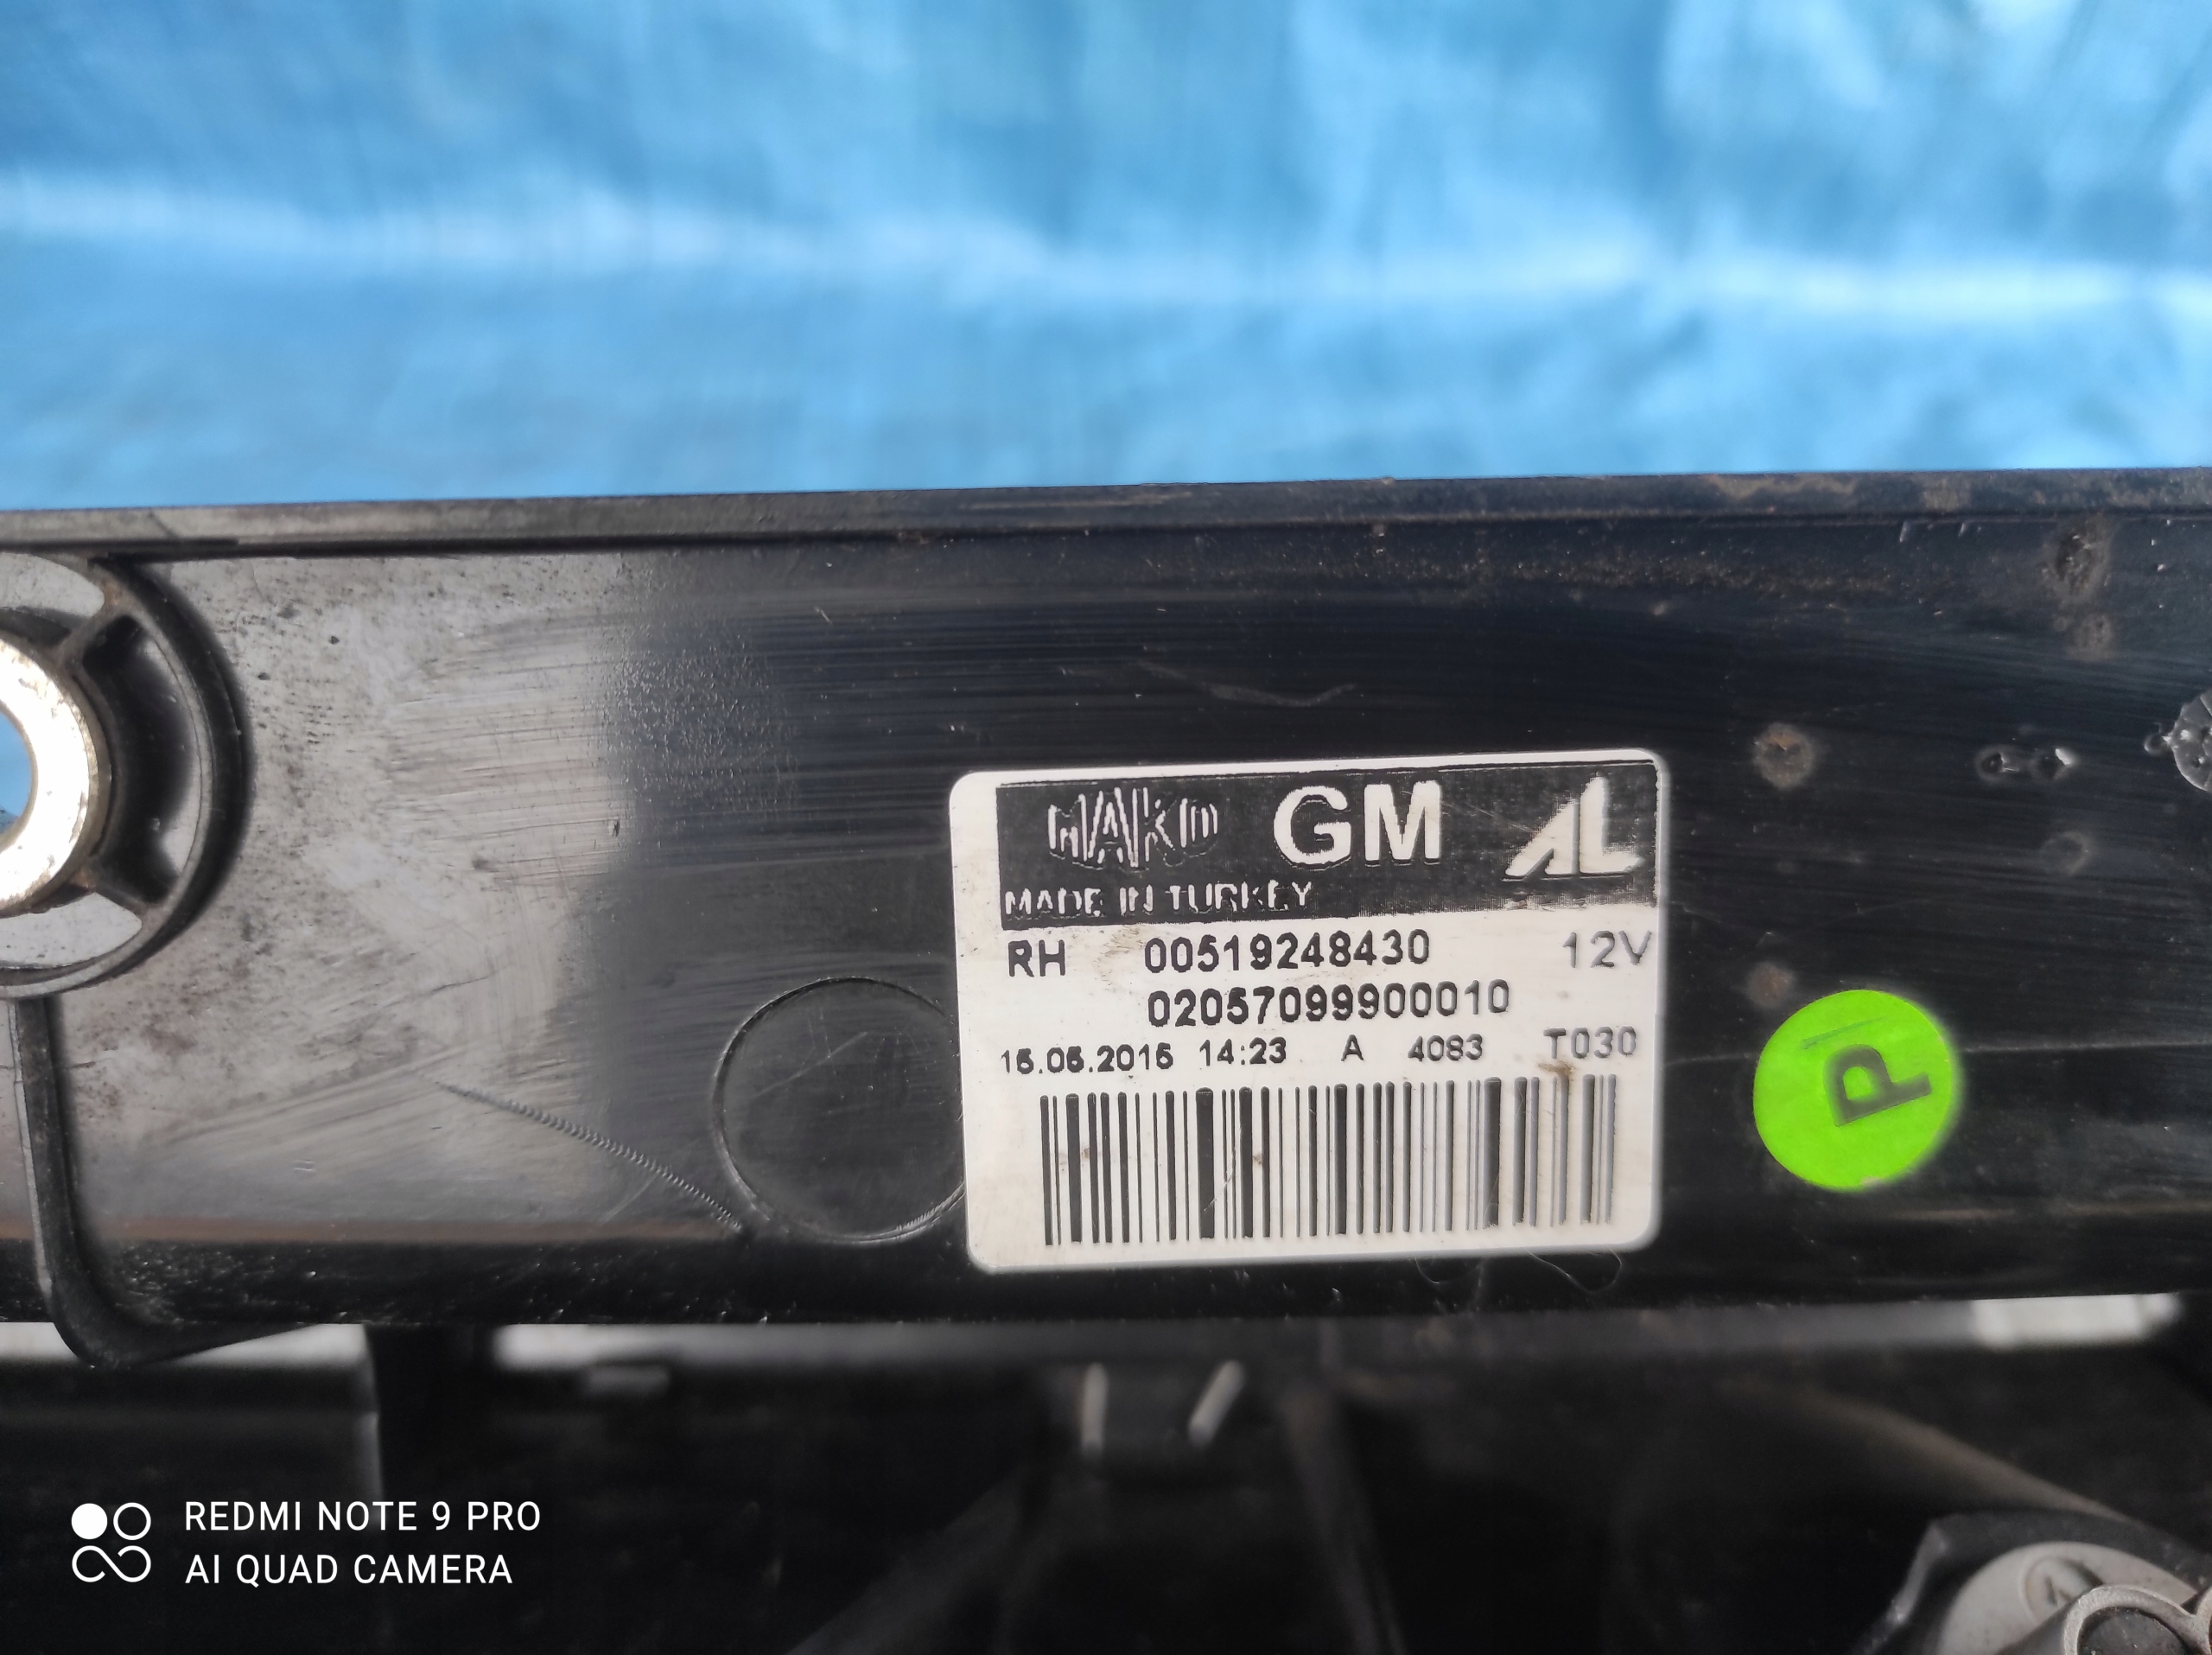 MAKO GM AL
MADE IN TURKEY
RH 00519248430 12V
02057099900010
15.05.2015 14:23 A 4083 T030
P
REDMI NOTE 9 PRO
AI QUAD CAMERA